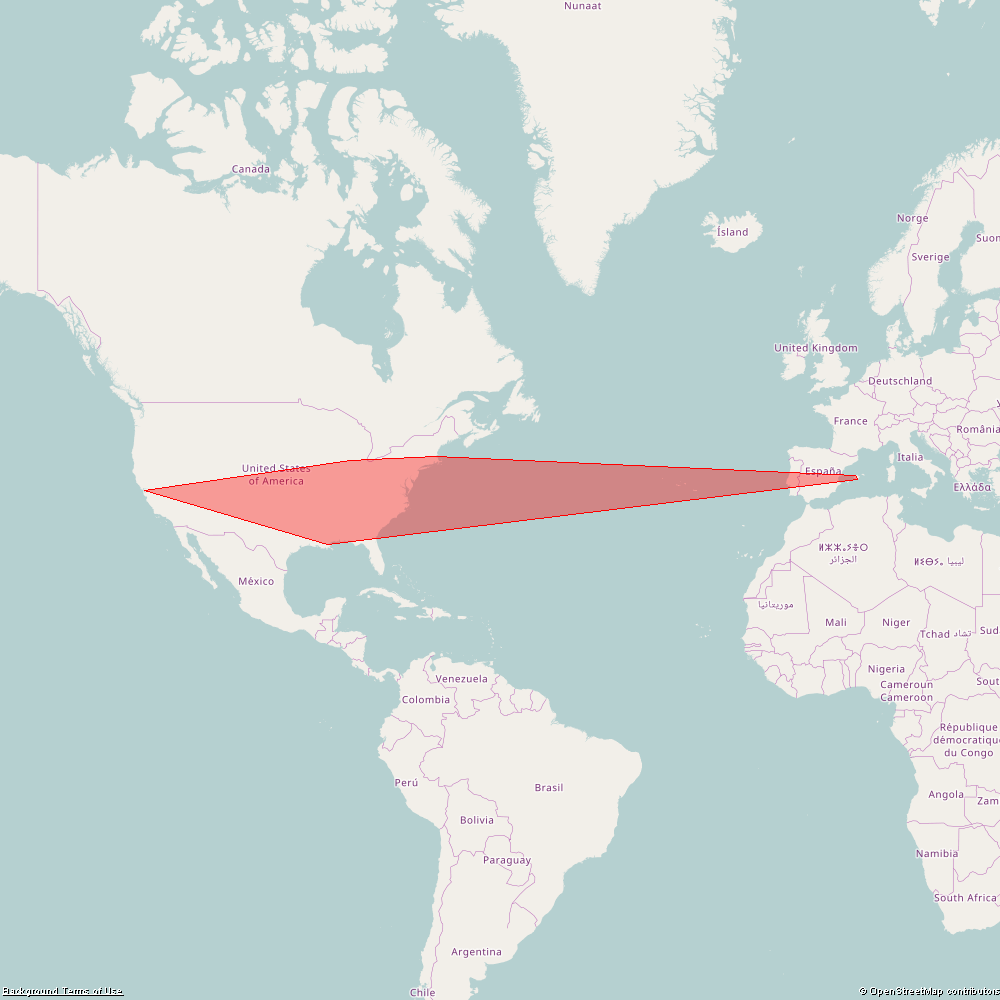 Nunaat
Canada
Norge
Ísland
Suon
Sverige
United Kingdom
Deutschland
France
România
Italia
United States
of America
España
Ελλάδα
ⵍⵣⵣⴰⵢⴻⵔ
الجزائر
ⵍⵉⴱⵢⴰ ليبيا
México
موريتانيا
Mali
Niger
Tchad تشاد
Sud
Nigeria
Venezuela
Sout
Cameroun
Cameroon
Colombia
République
démocratique
du Congo
Perú
Brasil
Angola
Zam
Bolivia
Namibia
Paraguay
South Africa
Argentina
Chile
Background Terms of Use
© OpenStreetMap contributors